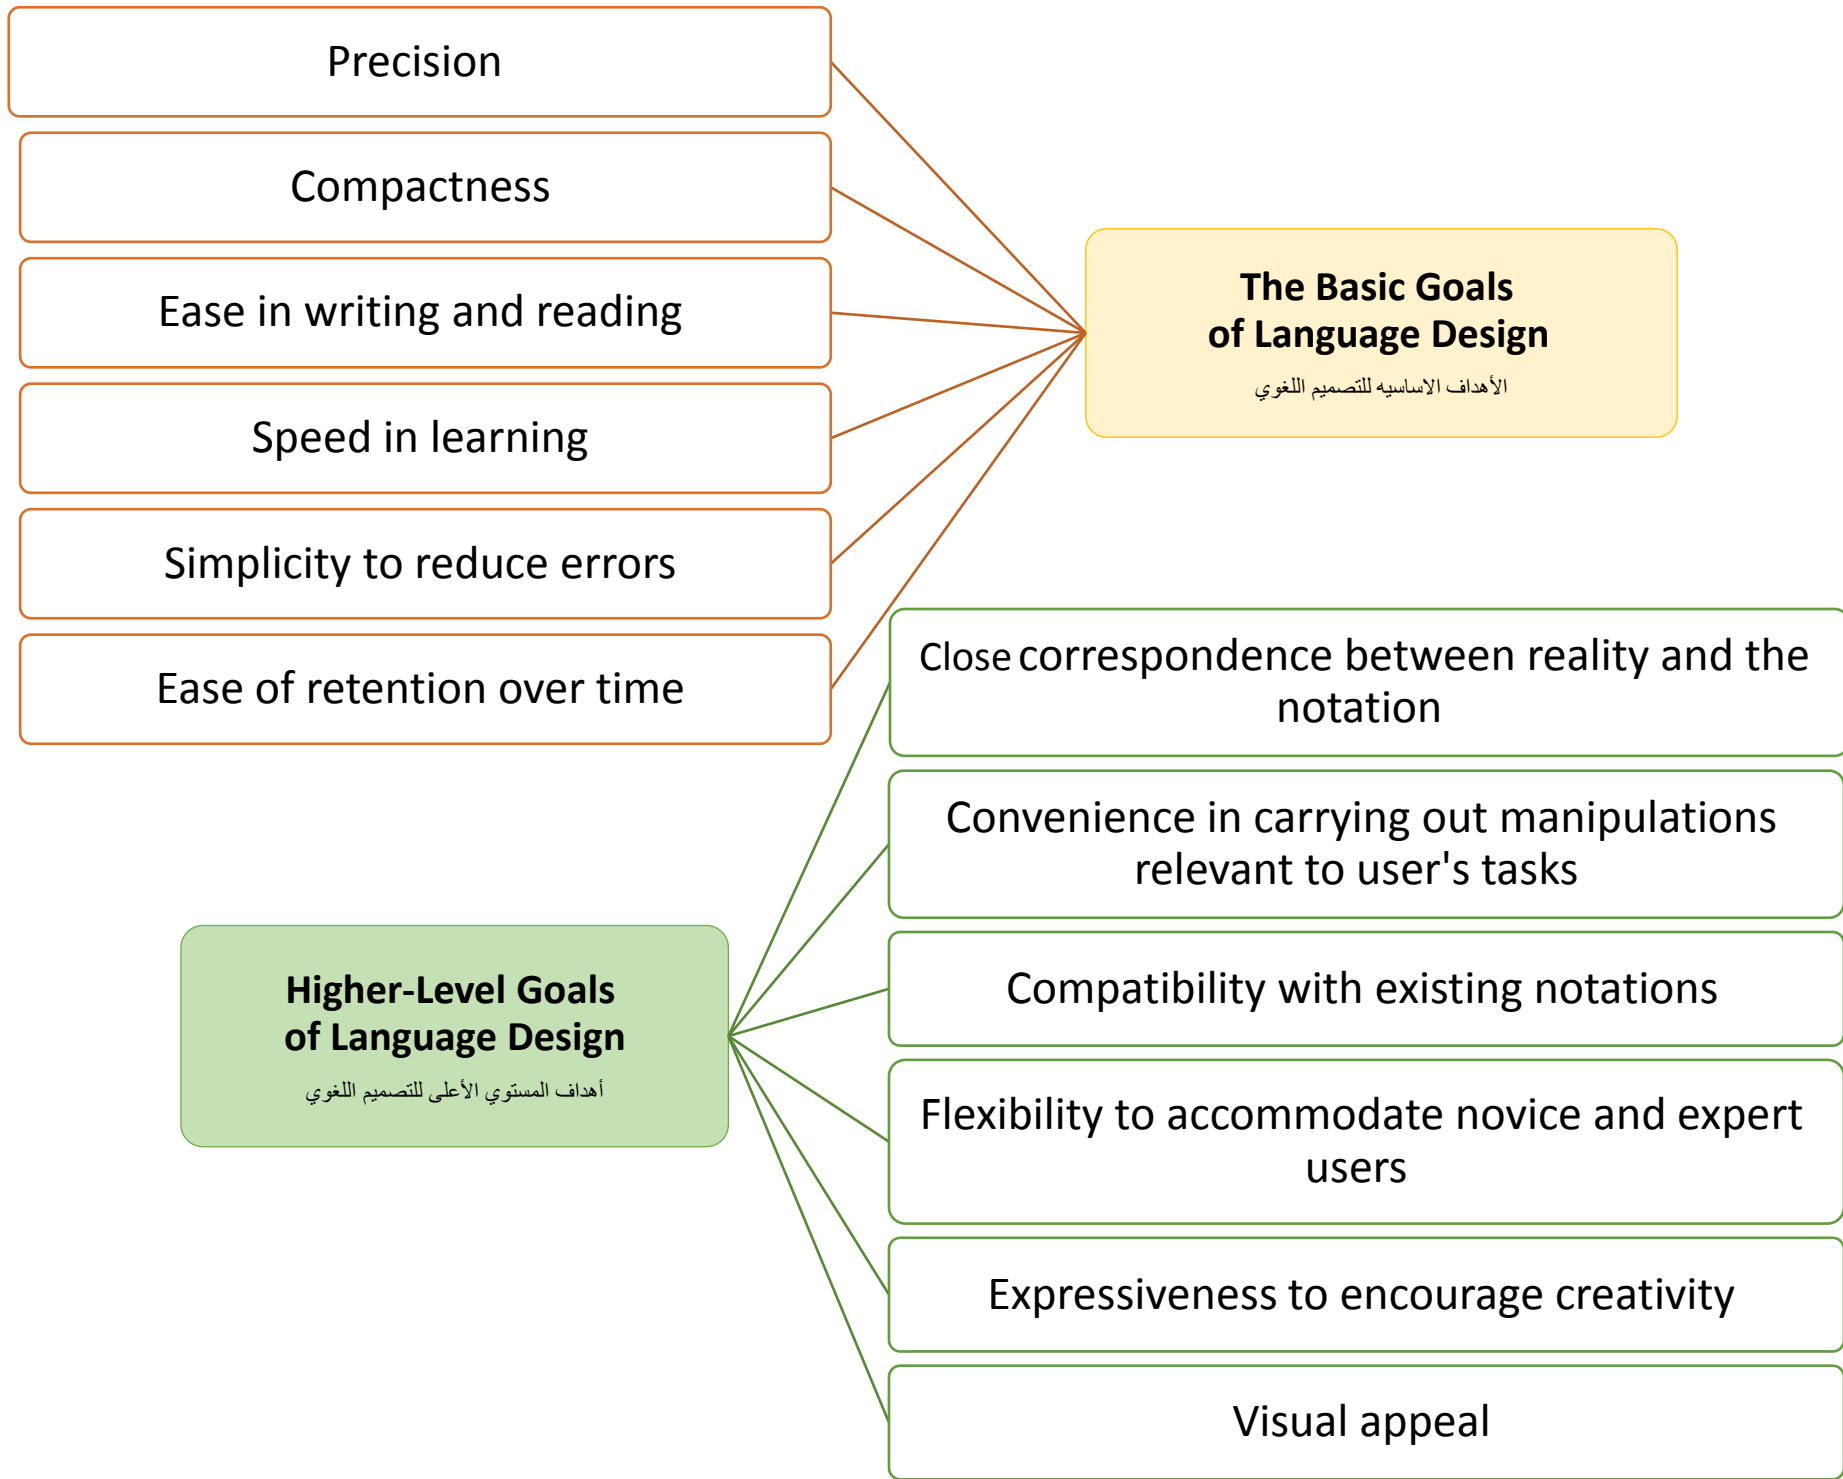 Precision
Compactness
Ease in writing and reading
Speed in learning
Simplicity to reduce errors
Ease of retention over time
The Basic Goals
of Language Design
الأهداف الاساسيه للتصميم اللغوي
Close correspondence between reality and the
notation
Convenience in carrying out manipulations
relevant to user's tasks
Compatibility with existing notations
Flexibility to accommodate novice and expert
users
Expressiveness to encourage creativity
Visual appeal
Higher-Level Goals
of Language Design
أهداف المستوي الأعلى للتصميم اللغوي